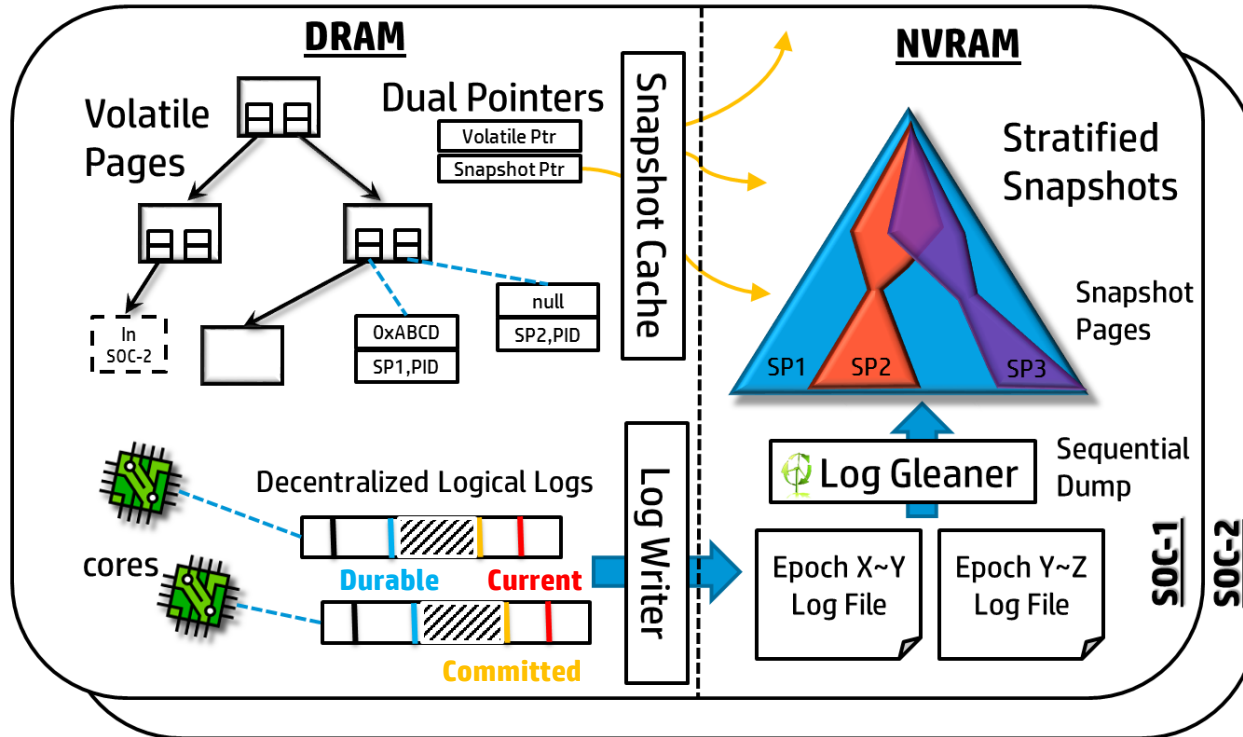 DRAM
NVRAM
Volatile
Pages
Dual Pointers
Volatile Ptr
Snapshot Ptr
Snapshot Cache
Stratified
Snapshots
In
SOC-2
0xABCD
SP1,PID
null
SP2,PID
Snapshot
Pages
SP1
SP2
SP3
Decentralized Logical Logs
cores
Durable
Current
Committed
Log Writer
Log Gleaner
Sequential
Dump
Epoch X~Y
Log File
Epoch Y~Z
Log File
SOC-1
SOC-2